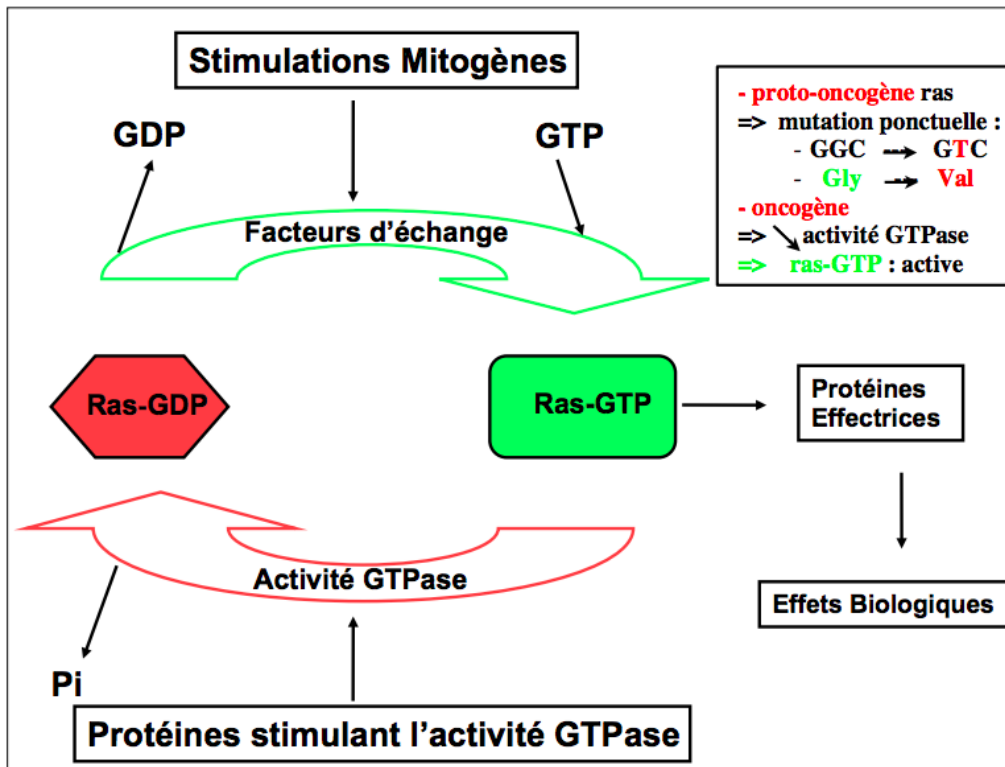 Stimulations Mitogènes
GDP
GTP
- proto-oncogène ras
=> mutation ponctuelle :
- GGC → GTC
- Gly → Val
- oncogène
=> ↘ activité GTPase
=> ras-GTP : active
Facteurs d'échange
Ras-GDP
Ras-GTP
Protéines
Effectrices
Activité GTPase
Effets Biologiques
Pi
Protéines stimulant l'activité GTPase